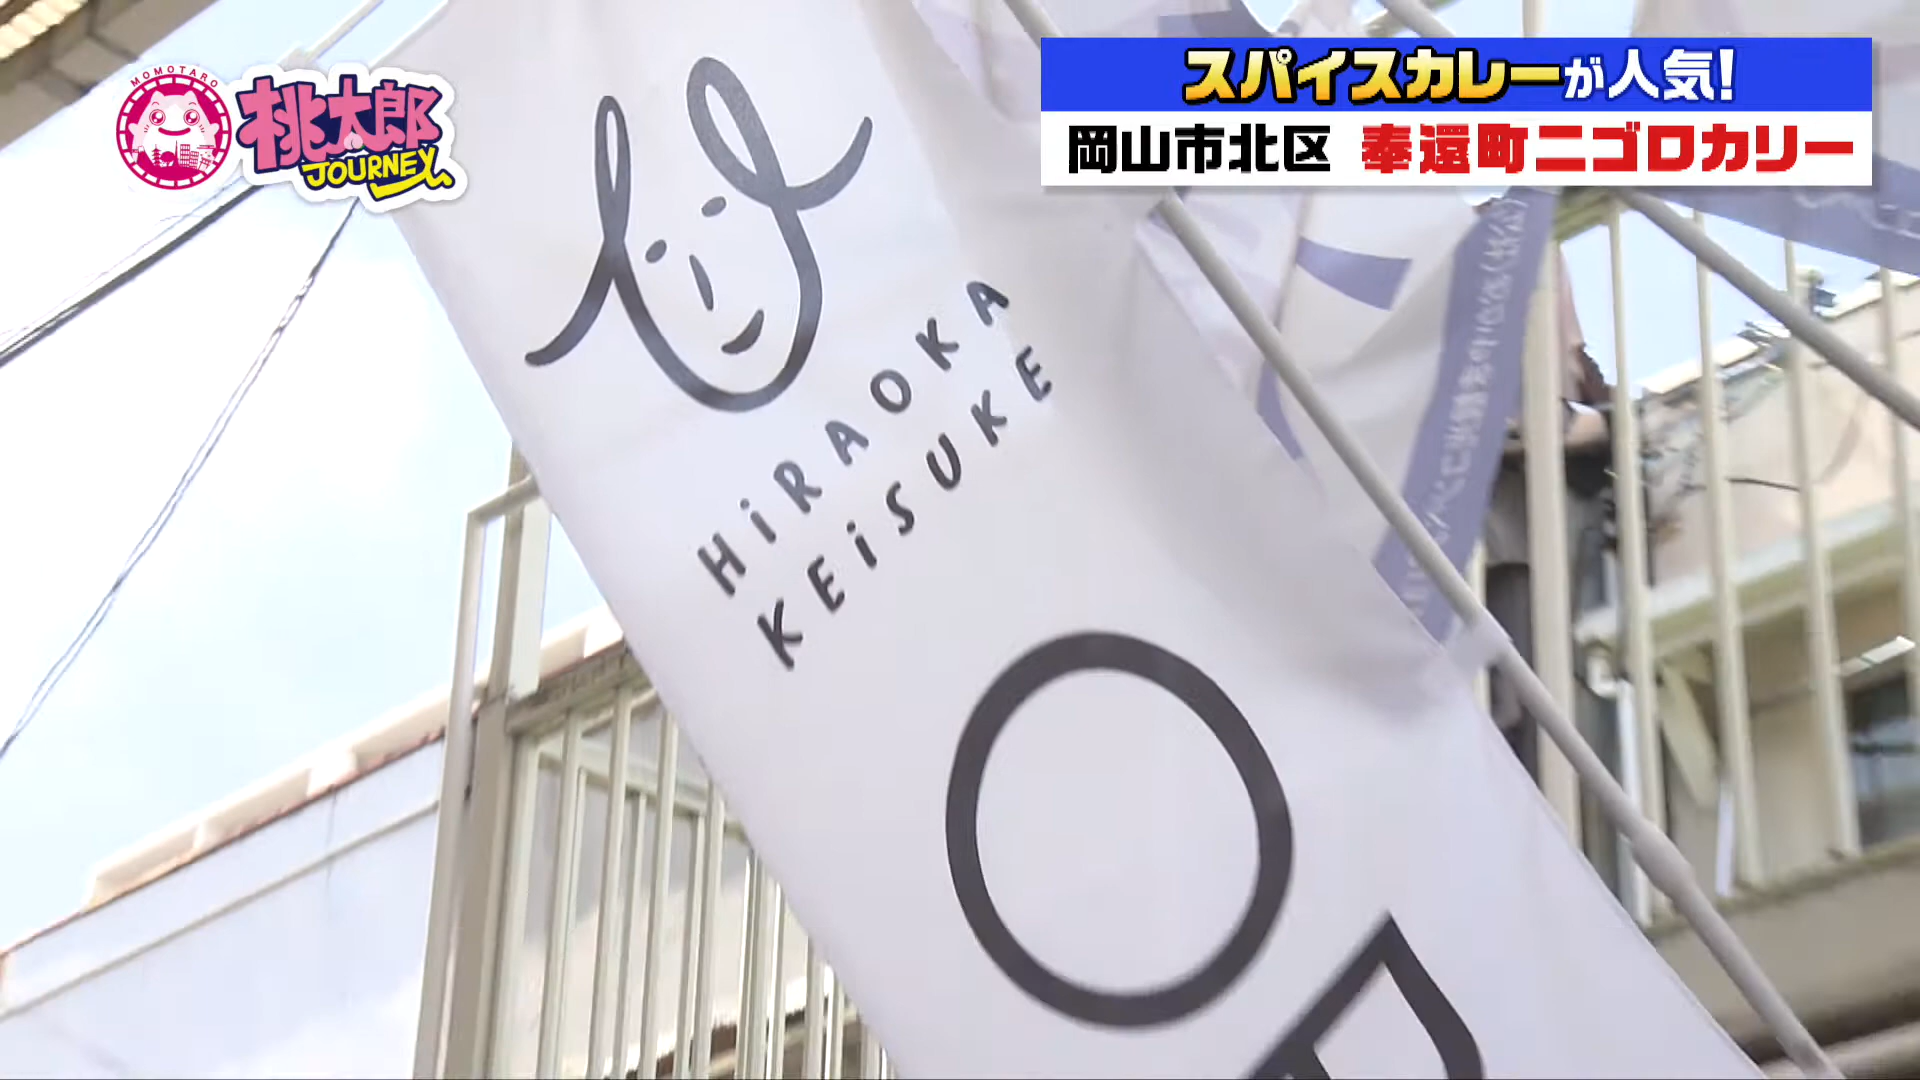 MOMOTARO
桃太郎
JOURNEY
スパイスカレーが人気!
岡山市北区 奉還町ニゴロカリー
HiRAOKA
KEiSUKE
O